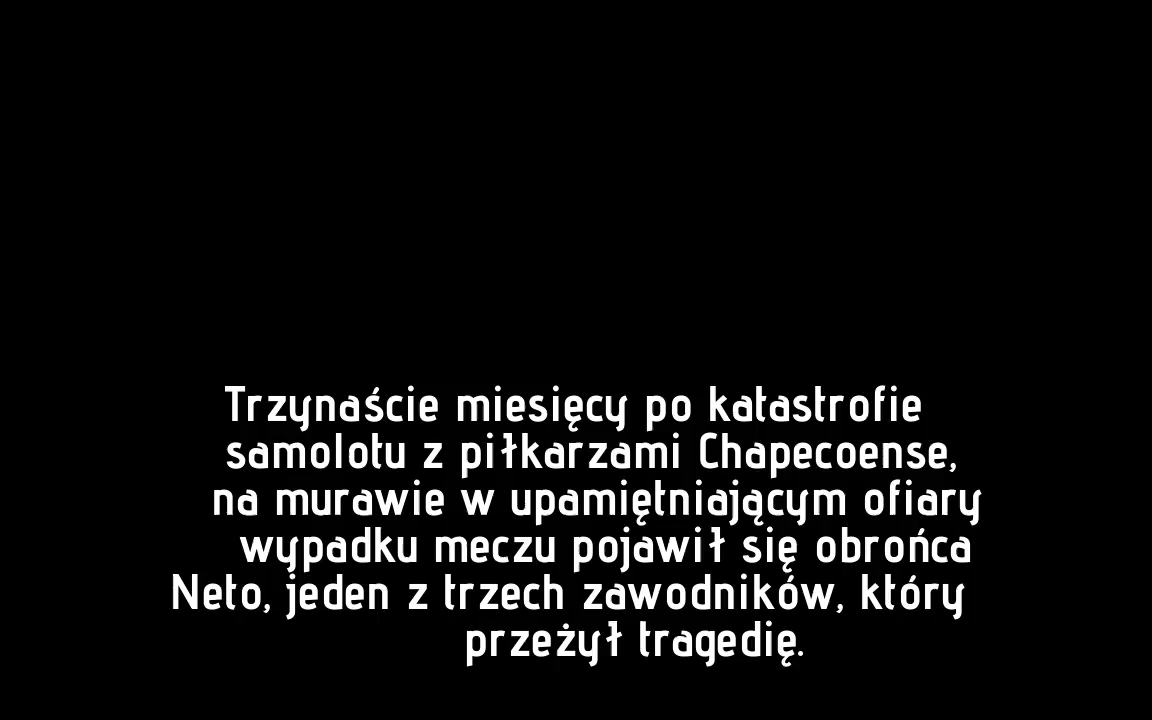 Trzynaście miesięcy po katastrofie
samolotu z piłkarzami Chapecoense,
na murawie w upamiętniającym ofiary
wypadku meczu pojawił się obrońca
Neto, jeden z trzech zawodników, który
przeżył tragedię.